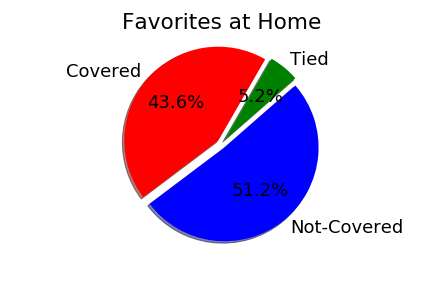 Favorites at Home
Tied
Covered
5.2%
43.6%
51.2%
Not-Covered